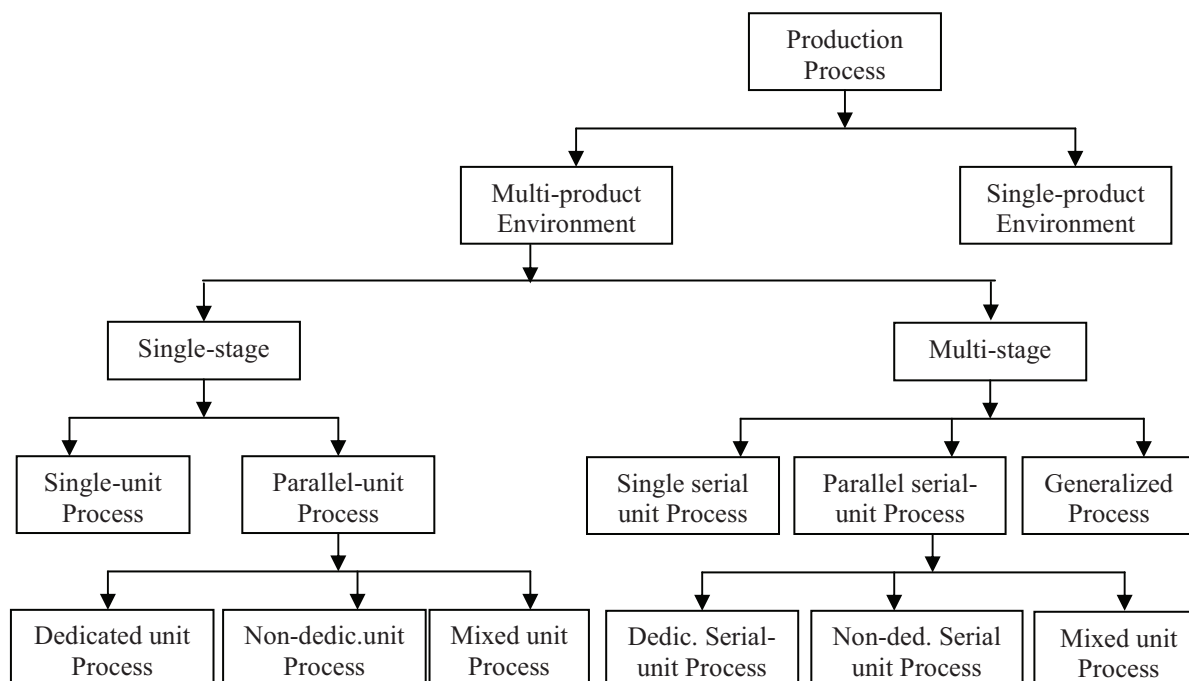 Production
Process
Multi-product
Environment
Single-product
Environment
Single-stage
Multi-stage
Single-unit
Process
Parallel-unit
Process
Single serial
unit Process
Parallel serial-
unit Process
Generalized
Process
Dedicated unit
Process
Non-dedic.unit
Process
Mixed unit
Process
Dedic. Serial-
unit Process
Non-ded. Serial
unit Process
Mixed unit
Process